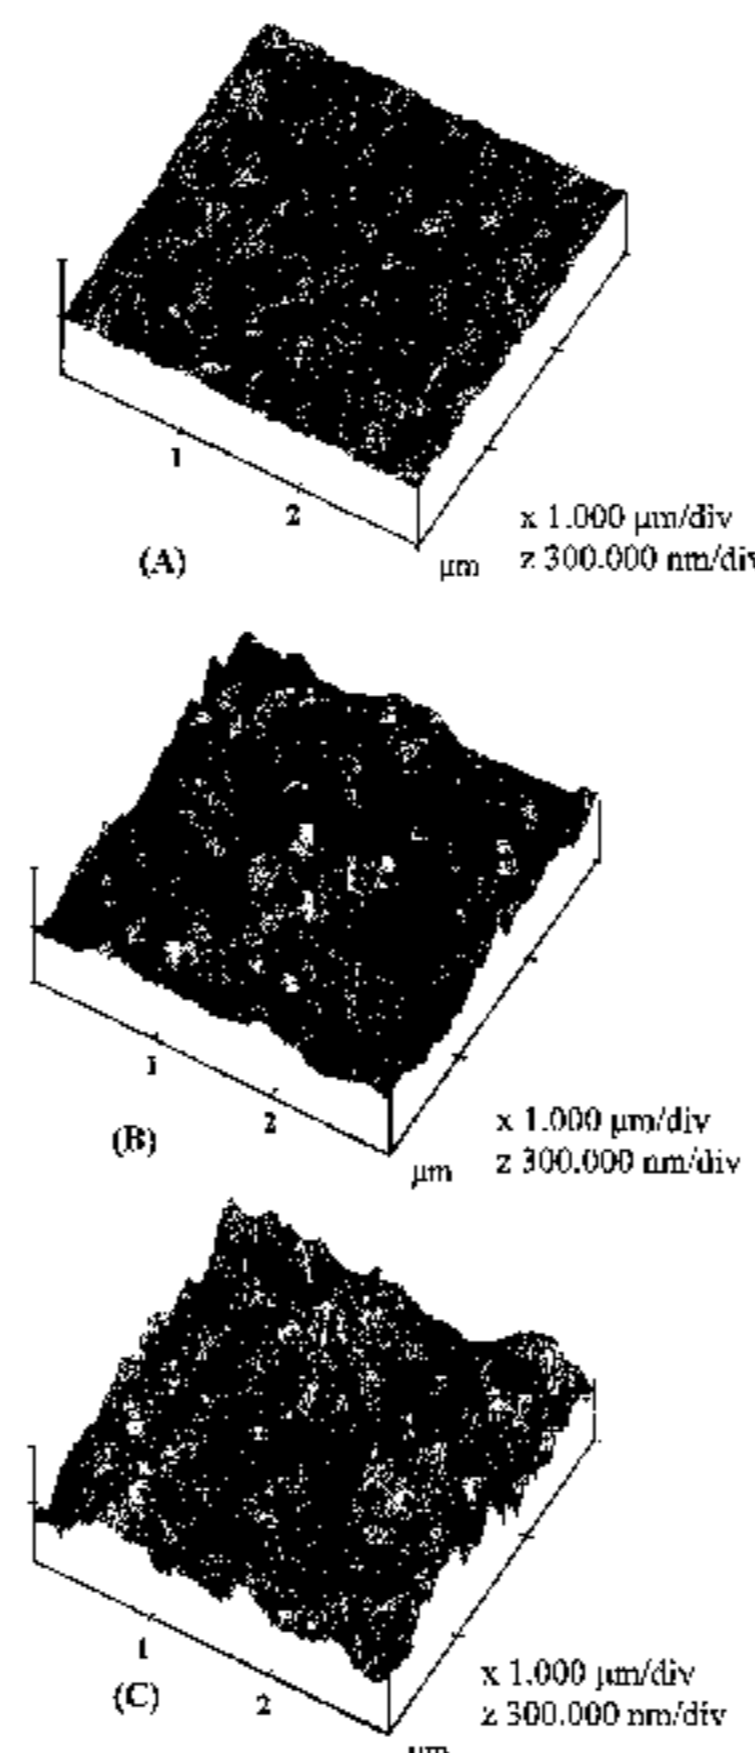 1
2
x 1.000 µm/div
(A)
µm
z 300.000 nm/div
1
2
x 1.000 µm/div
(B)
µm
z 300.000 nm/div
1
2
x 1.000 µm/div
(C)
z 300.000 nm/div
µm